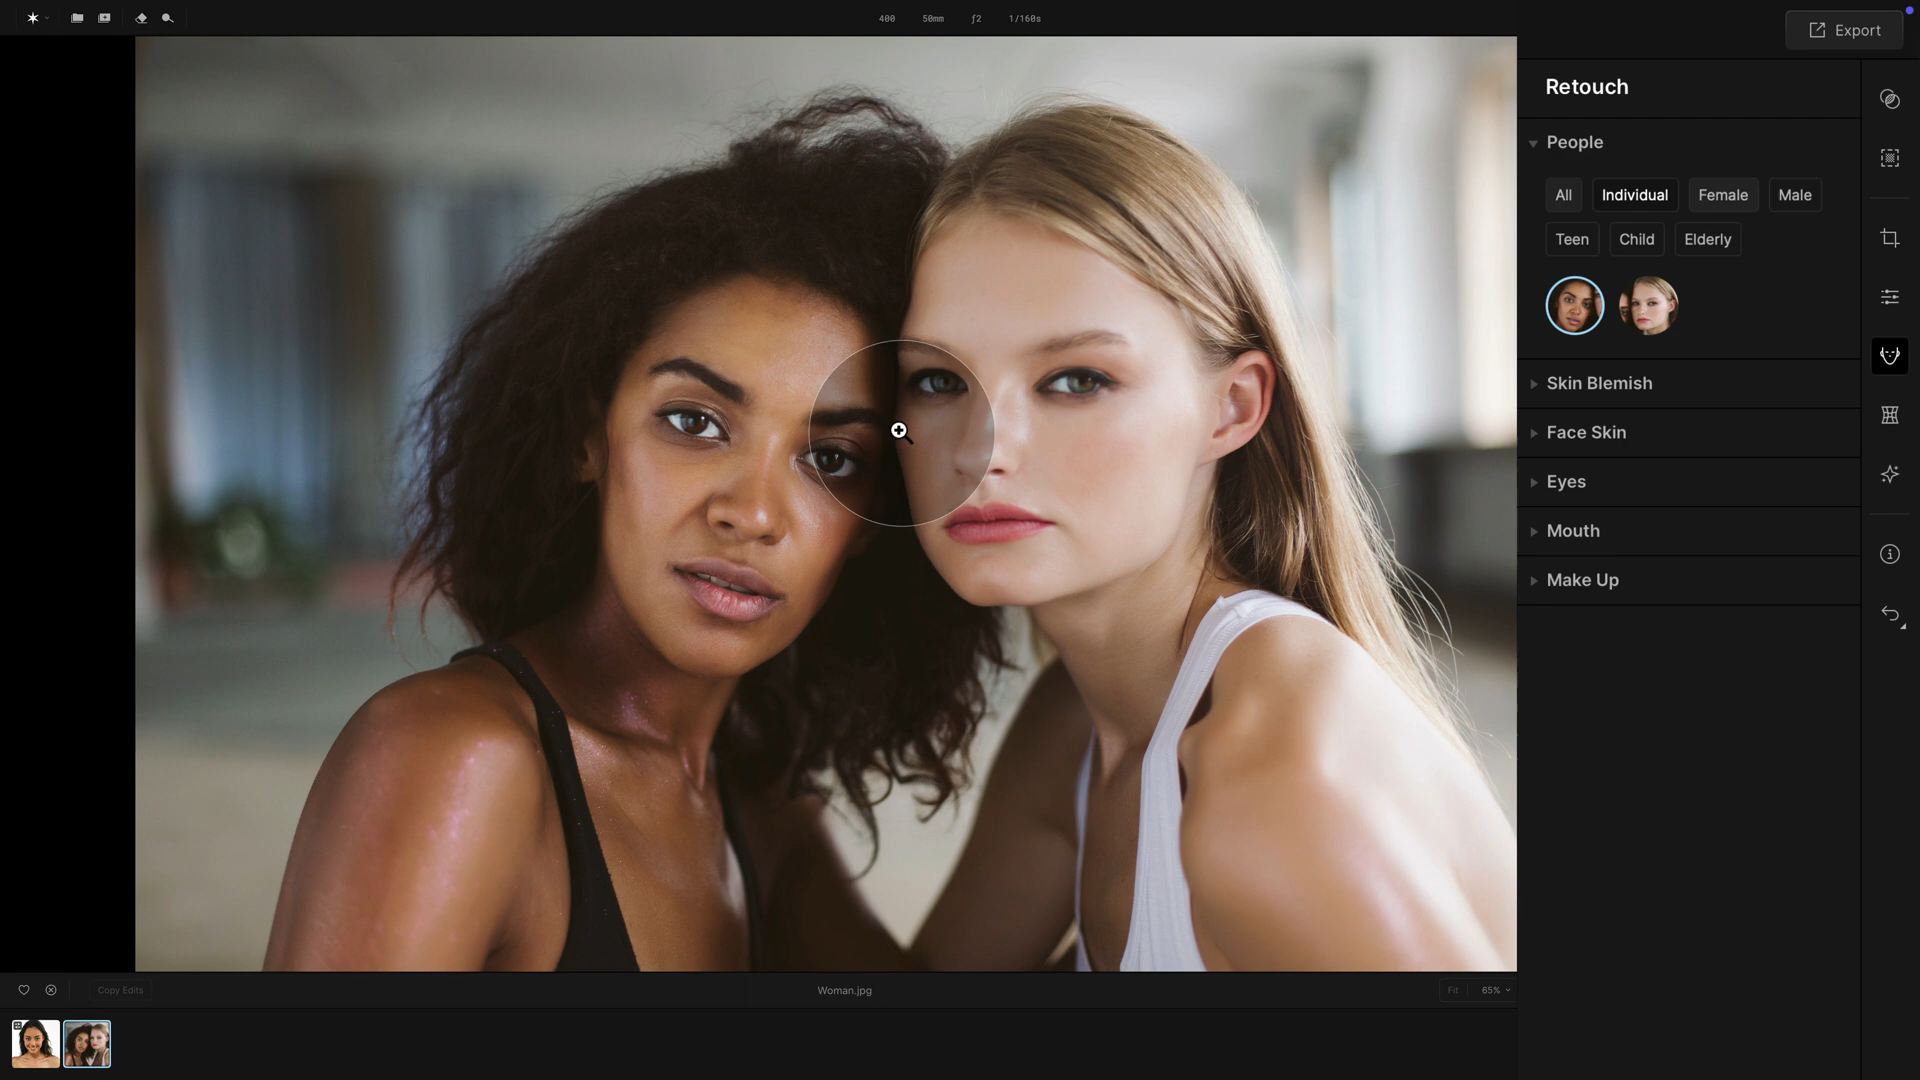 400 50mm ƒ2 1/160s
Export
Retouch
People
All Individual Female Male
Teen Child Elderly
Skin Blemish
Face Skin
Eyes
Mouth
Make Up
Copy Edits
Woman.jpg
Fit 65%